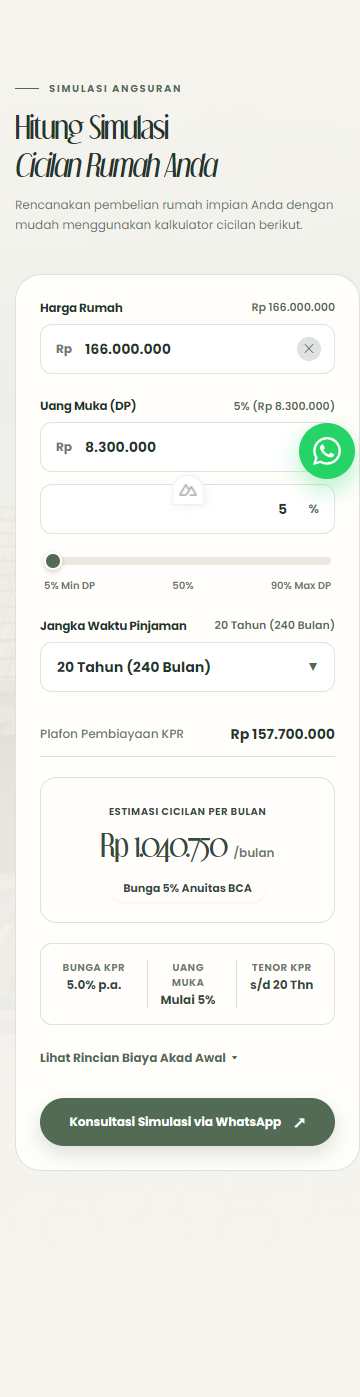 SIMULASI ANGSURAN
Hitung Simulasi
Cicilan Rumah Anda
Rencanakan pembelian rumah impian Anda dengan
mudah menggunakan kalkulator cicilan berikut.
Harga Rumah Rp 166.000.000
Rp 166.000.000
Uang Muka (DP) 5% (Rp 8.300.000)
Rp 8.300.000
5 %
5% Min DP 50% 90% Max DP
Jangka Waktu Pinjaman 20 Tahun (240 Bulan)
20 Tahun (240 Bulan) ▼
Plafon Pembiayaan KPR Rp 157.700.000
ESTIMASI CICILAN PER BULAN
Rp 1.040.750 /bulan
Bunga 5% Anuitas BCA
BUNGA KPR
5.0% p.a.
UANG
MUKA
Mulai 5%
TENOR KPR
s/d 20 Thn
Lihat Rincian Biaya Akad Awal ▾
Konsultasi Simulasi via WhatsApp ↗